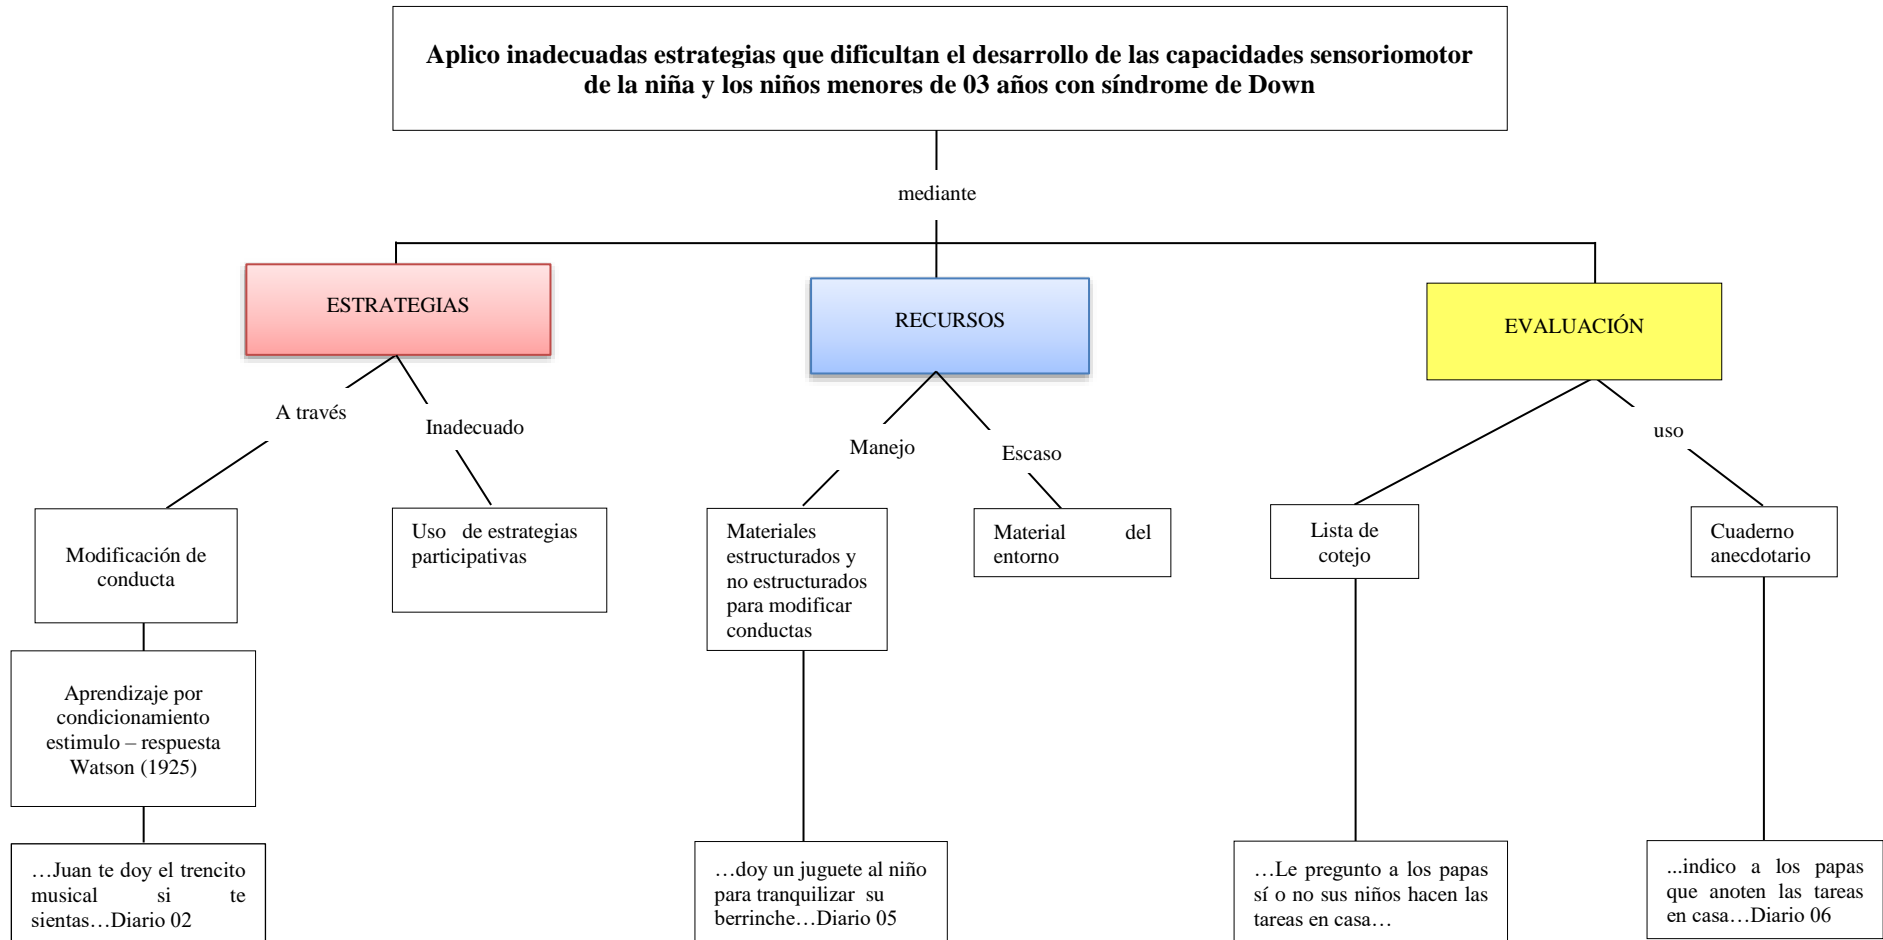 Aplico inadecuadas estrategias que dificultan el desarrollo de las capacidades sensoriomotor
de la niña y los niños menores de 03 años con síndrome de Down
mediante
ESTRATEGIAS
RECURSOS
EVALUACIÓN
A través
Inadecuado
Manejo
Escaso
uso
Modificación de
conducta
Uso de estrategias
participativas
Materiales
estructurados y
no estructurados
para modificar
conductas
Material del
entorno
Lista de
cotejo
Cuaderno
anecdotario
Aprendizaje por
condicionamiento
estimulo – respuesta
Watson (1925)
…Juan te doy el trencito
musical si te
sientas…Diario 02
…doy un juguete al niño
para tranquilizar su
berrinche…Diario 05
…Le pregunto a los papas
sí o no sus niños hacen las
tareas en casa…
...indico a los papas
que anoten las tareas
en casa…Diario 06